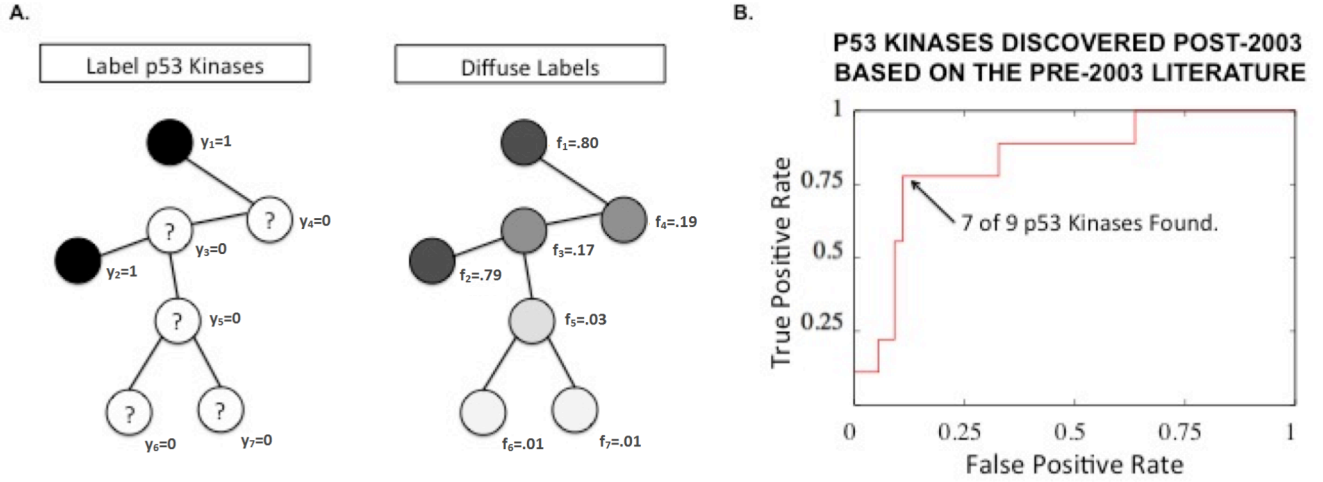 A.
Label p53 Kinases
y₁=1
?
y₄=0
?
y₃=0
y₂=1
?
y₅=0
?
?
y₆=0
y₇=0
Diffuse Labels
f₁=.80
f₄=.19
f₃=.17
f₂=.79
f₅=.03
f₆=.01
f₇=.01
B.
P53 KINASES DISCOVERED POST-2003
BASED ON THE PRE-2003 LITERATURE
True Positive Rate
1
0.75
0.5
0.25
7 of 9 p53 Kinases Found.
0
0.25
0.5
0.75
1
False Positive Rate